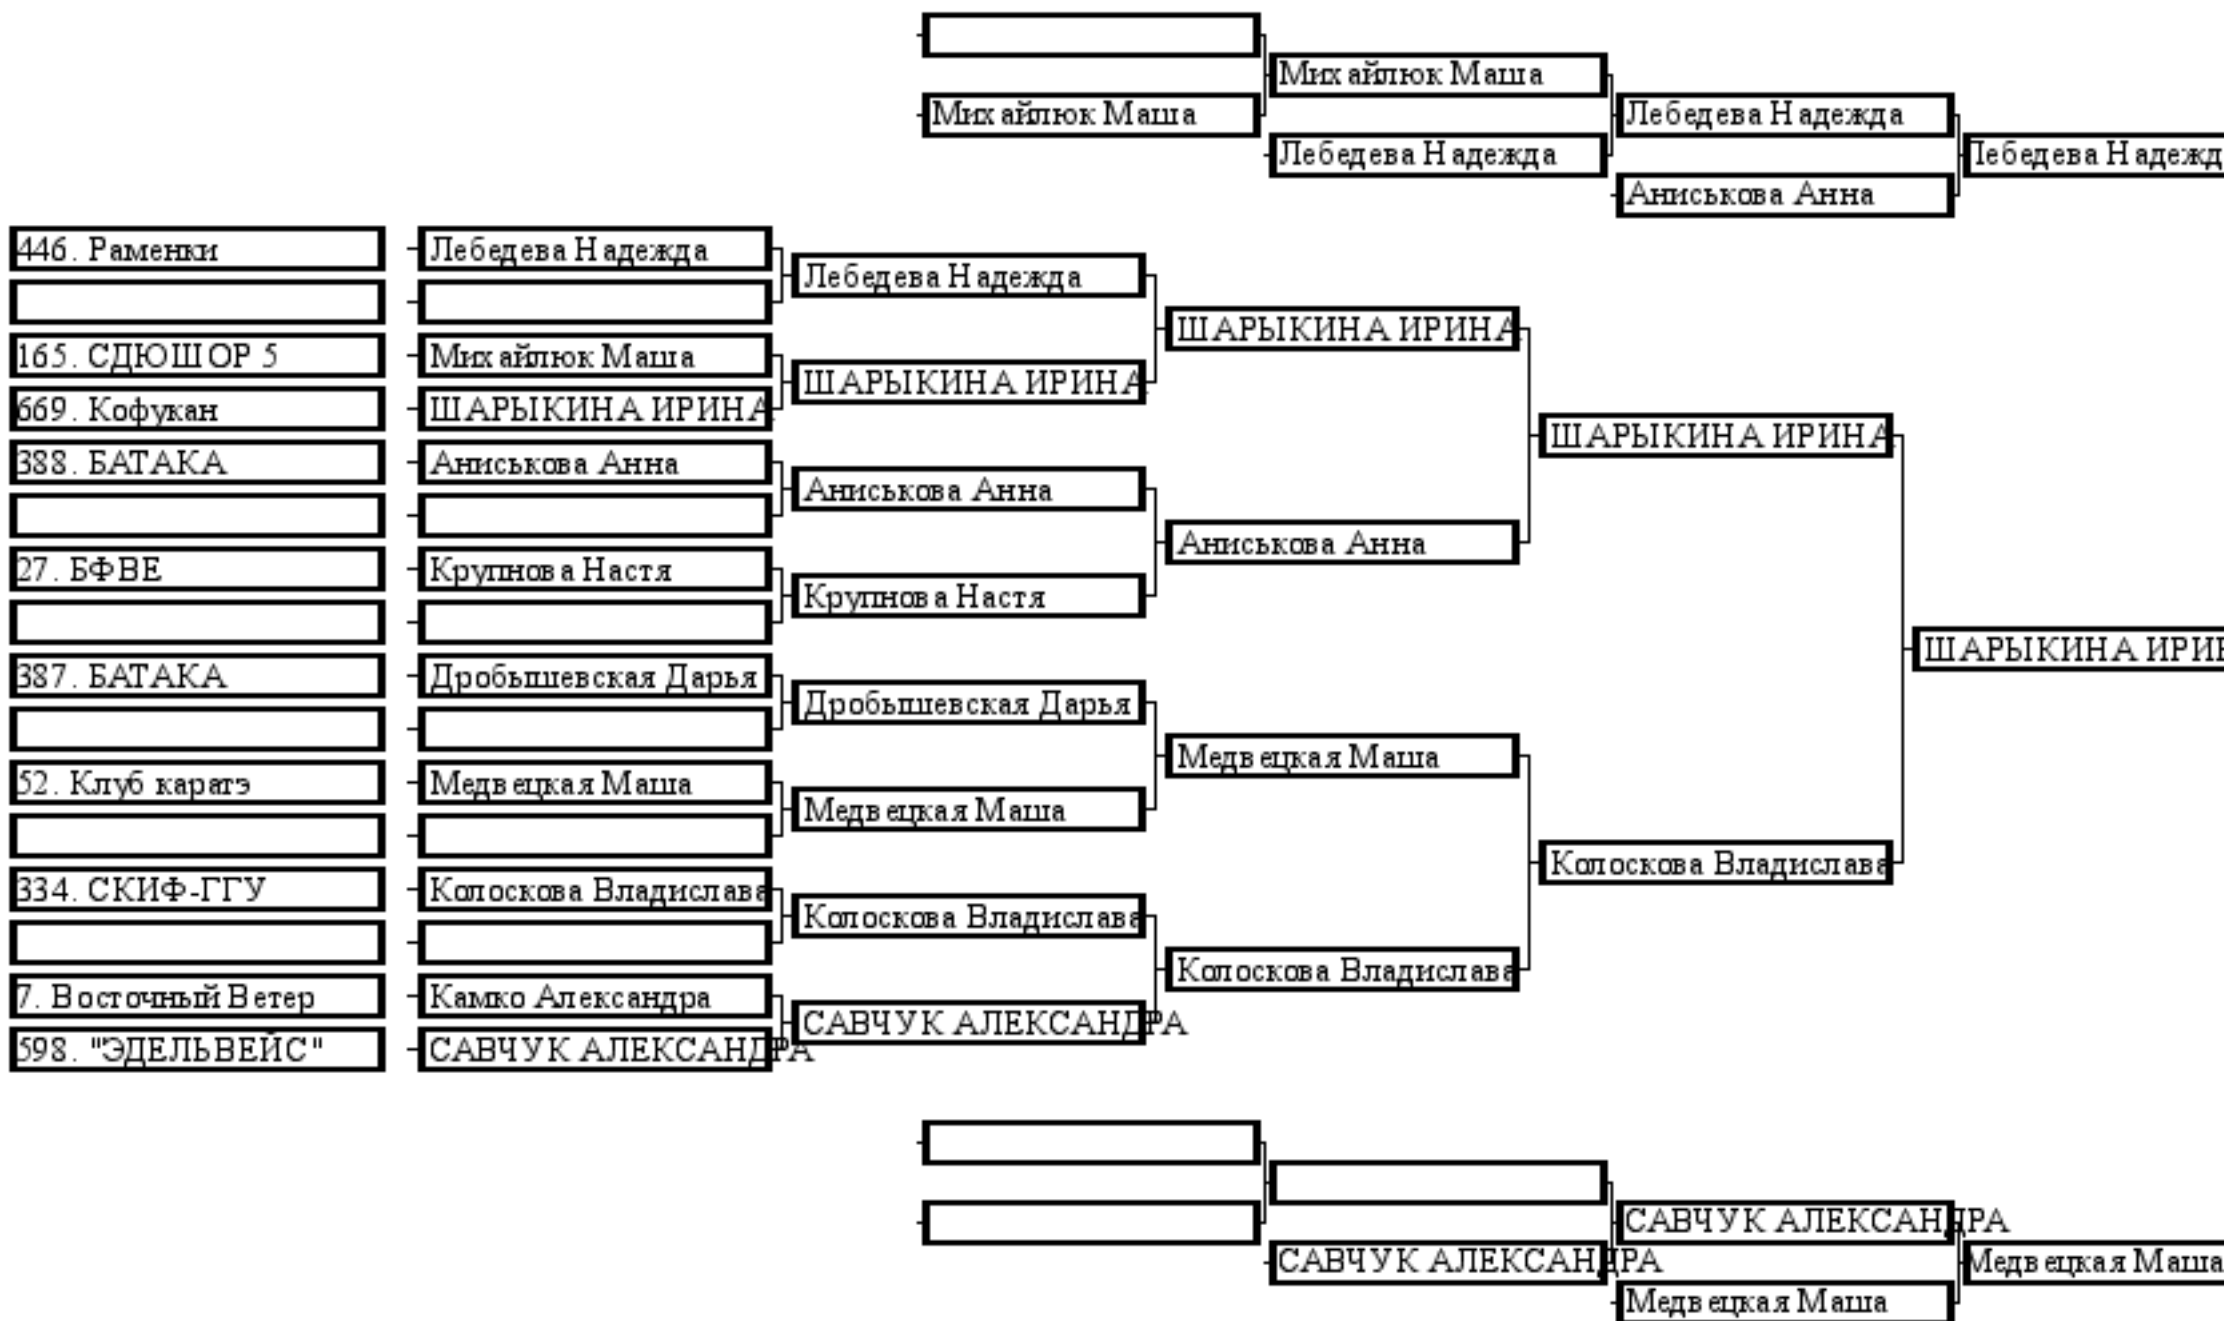 Михайлюк Маша
Михайлюк Маша
Лебедева Надежда
Лебедева Надежда
Лебедева Надежд
Аниськова Анна
446. Раменки
Лебедева Надежда
Лебедева Надежда
ШАРЫКИНА ИРИНА
165. СДЮШОР 5
Михайлюк Маша
ШАРЫКИНА ИРИНА
669. Кофукан
ШАРЫКИНА ИРИНА
ШАРЫКИНА ИРИНА
388. БАТАКА
Аниськова Анна
Аниськова Анна
Аниськова Анна
27. БФВЕ
Крупнова Настя
Крупнова Настя
ШАРЫКИНА ИРИН
387. БАТАКА
Дробышевская Дарья
Дробышевская Дарья
Медвецкая Маша
52. Клуб каратэ
Медвецкая Маша
Медвецкая Маша
Колоскова Владислава
334. СКИФ-ГГУ
Колоскова Владислава
Колоскова Владислава
Колоскова Владислава
7. Восточный Ветер
Камко Александра
САВЧУК АЛЕКСАНДРА
598. "ЭДЕЛЬВЕЙС"
САВЧУК АЛЕКСАНДРА
САВЧУК АЛЕКСАНДРА
САВЧУК АЛЕКСАНДРА
Медвецкая Маша
Медвецкая Маша